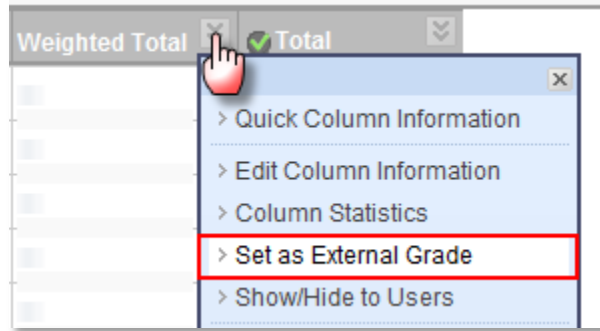 Weighted Total Total
> Quick Column Information
> Edit Column Information
> Column Statistics
> Set as External Grade
> Show/Hide to Users